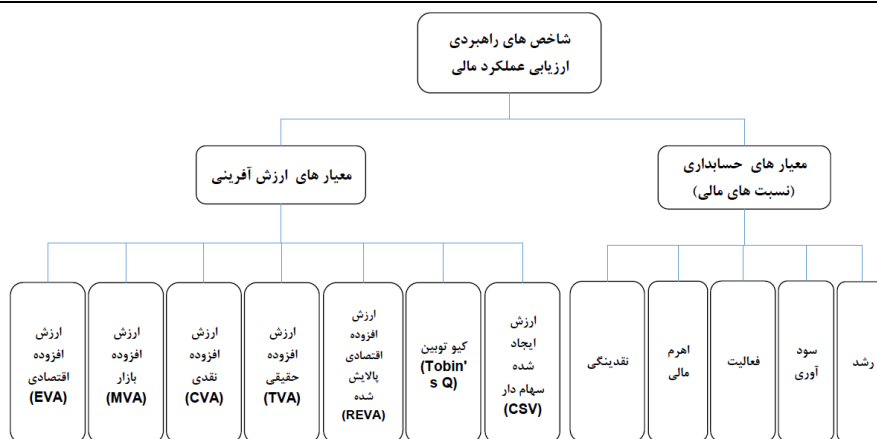 شاخص های راهبردی
ارزیابی عملکرد مالی
معیار های حسابداری
(نسبت های مالی)
معیار های ارزش آفرینی
رشد
سود
آوری
فعالیت
اهرم
مالی
نقدینگی
ارزش
ایجاد
شده
سهام دار
(CSV)
کیو توبین
(Tobin'
s Q)
ارزش
افزوده
اقتصادی
پالایش
شده
(REVA)
ارزش
افزوده
حقیقی
(TVA)
ارزش
افزوده
نقدی
(CVA)
ارزش
افزوده
بازار
(MVA)
ارزش
افزوده
اقتصادی
(EVA)